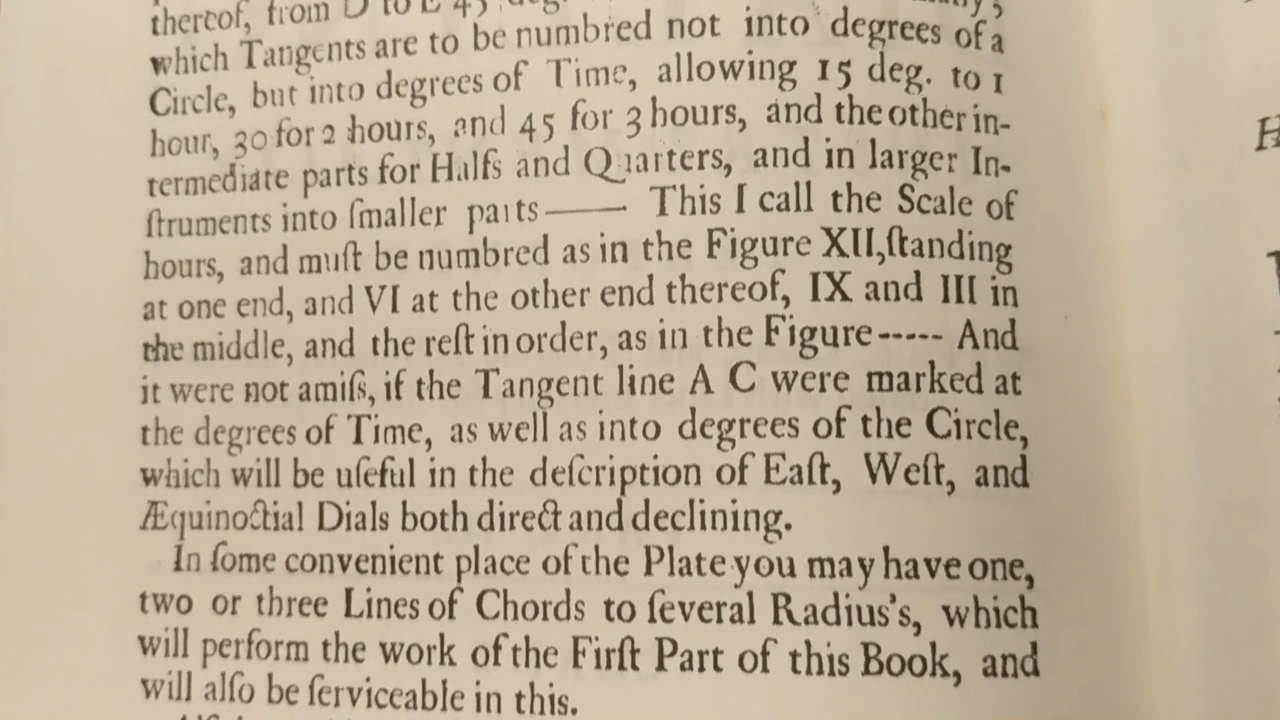 thereof, from D to E 45 deg
which Tangents are to be numbred not into degrees of a
Circle, but into degrees of Time, allowing 15 deg. to 1
hour, 30 for 2 hours, and 45 for 3 hours, and the other in-
termediate parts for Halfs and Quarters, and in larger In-
ſtruments into ſmaller parts —— This I call the Scale of
hours, and muſt be numbred as in the Figure XII, ſtanding
at one end, and VI at the other end thereof, IX and III in
the middle, and the reſt in order, as in the Figure ----- And
it were not amiſs, if the Tangent line A C were marked at
the degrees of Time, as well as into degrees of the Circle,
which will be uſeful in the deſcription of Eaſt, Weſt, and
Æquinoctial Dials both direct and declining.
In ſome convenient place of the Plate you may have one,
two or three Lines of Chords to ſeveral Radius's, which
will perform the work of the Firſt Part of this Book, and
will alſo be ſerviceable in this.